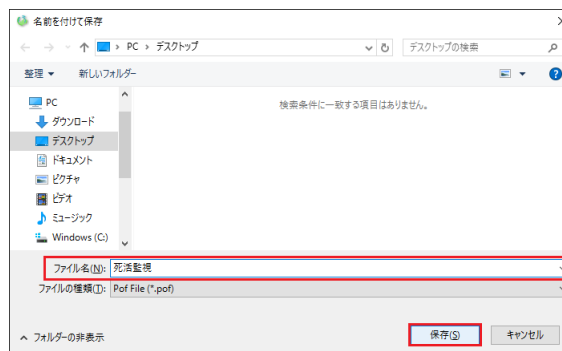 名前を付けて保存
PC › デスクトップ
デスクトップの検索
整理 新しいフォルダー
検索条件に一致する項目はありません。
PC
ダウンロード
デスクトップ
ドキュメント
ピクチャ
ビデオ
ミュージック
Windows (C:)
ファイル名(N): 死活監視
ファイルの種類(T): Pof File (*.pof)
フォルダーの非表示
保存(S)
キャンセル